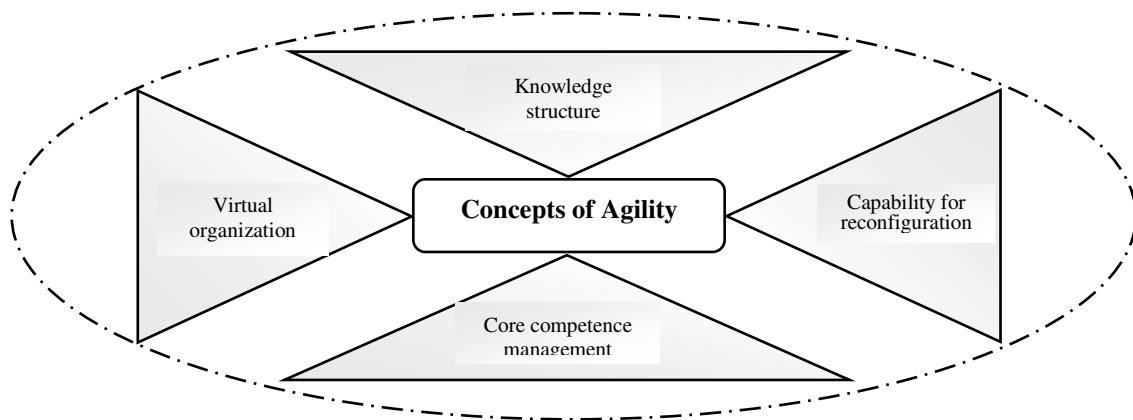 Knowledge
structure
Virtual
organization
Concepts of Agility
Capability for
reconfiguration
Core competence
management